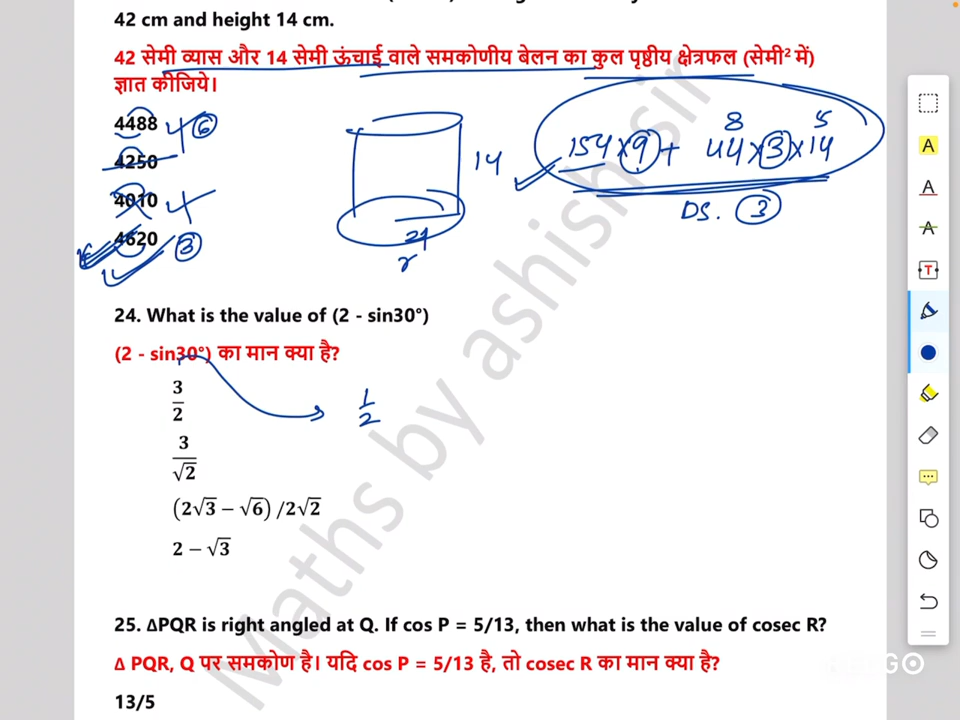 42 cm and height 14 cm.
42 सेमी व्यास और 14 सेमी ऊंचाई वाले समकोणीय बेलन का कुल पृष्ठीय क्षेत्रफल (सेमी² में)
ज्ञात कीजिये।
4488 4 6
4250
4010 4
4620 3
14
21
r
154 × 9 + 44 × 3 × 14
8 5
DS. 3
24. What is the value of (2 - sin30°)
(2 - sin30°) का मान क्या है?
3/2
1/2
3/√2
(2√3 − √6) /2√2
2 − √3
25. ΔPQR is right angled at Q. If cos P = 5/13, then what is the value of cosec R?
Δ PQR, Q पर समकोण है। यदि cos P = 5/13 है, तो cosec R का मान क्या है?
13/5
Maths by ashish sir
A
A
A
T